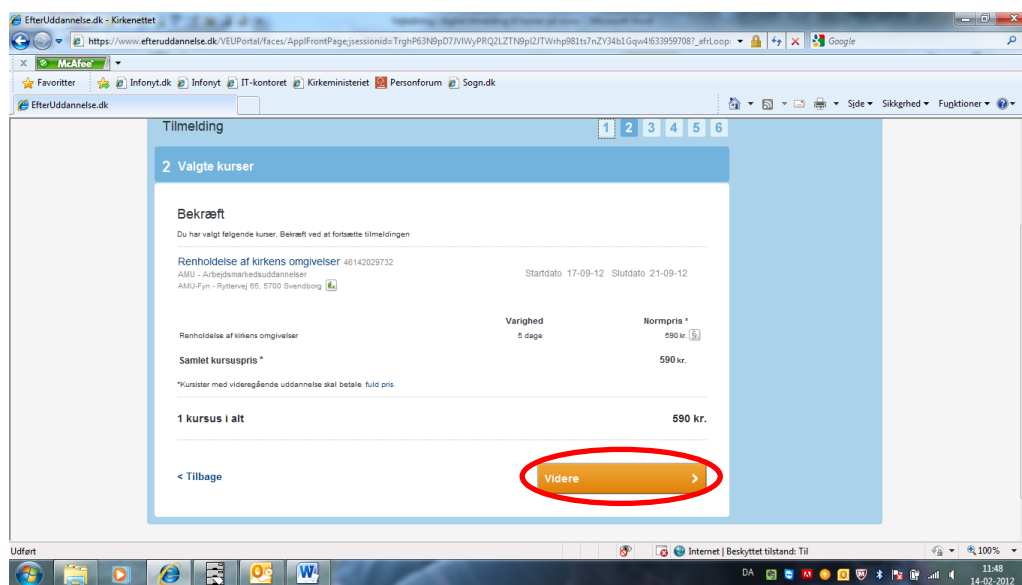 EfterUddannelse.dk - Kirkenettet
https://www.efteruddannelse.dk/VEUPortal/faces/ApplFrontPage;jsessionid=
Google
x McAfee
Favoritter Infonyt.dk Infonyt IT-kontoret Kirkeministeriet Personforum Sogn.dk
EfterUddannelse.dk
Side Sikkerhed Funktioner
Tilmelding 1 2 3 4 5 6
2 Valgte kurser
Bekræft
Du har valgt følgende kurser. Bekræft ved at fortsætte tilmeldingen
Renholdelse af kirkens omgivelser 46142029732
AMU - Arbejdsmarkedsuddannelser
Startdato 17-09-12 Slutdato 21-09-12
AMU-Fyn - Ryttervej 65, 5700 Svendborg
Varighed Normpris *
Renholdelse af kirkens omgivelser 5 dage 590 kr. §
Samlet kursuspris * 590 kr.
*Kursister med videregående uddannelse skal betale fuld pris.
1 kursus i alt 590 kr.
< Tilbage Videre >
Udført Internet | Beskyttet tilstand: Til 100%
DA 11:48
14-02-2012